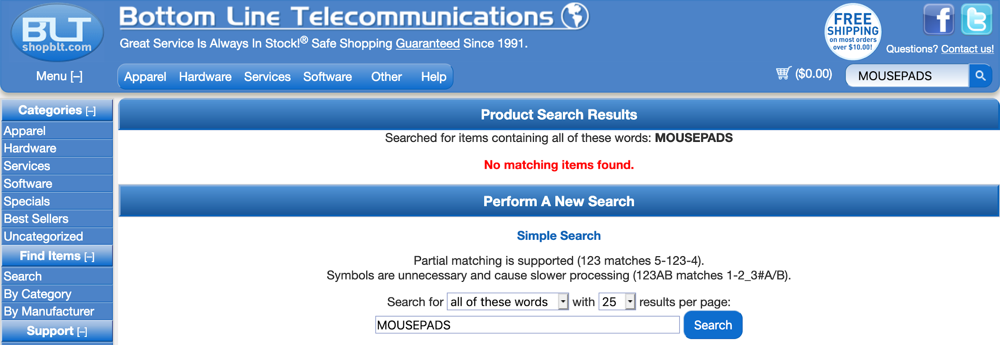 BLT
shopblt.com
Bottom Line Telecommunications
Great Service Is Always In Stock!® Safe Shopping Guaranteed Since 1991.
FREE
SHIPPING
on most orders
over $10.00!
f
t
Questions? Contact us!
Menu [–]
Apparel Hardware Services Software Other Help
($0.00)
MOUSEPADS
Categories [–]
Apparel
Hardware
Services
Software
Specials
Best Sellers
Uncategorized
Find Items [–]
Search
By Category
By Manufacturer
Support [–]
Product Search Results
Searched for items containing all of these words: MOUSEPADS
No matching items found.
Perform A New Search
Simple Search
Partial matching is supported (123 matches 5-123-4).
Symbols are unnecessary and cause slower processing (123AB matches 1-2_3#A/B).
Search for all of these words with 25 results per page:
MOUSEPADS Search